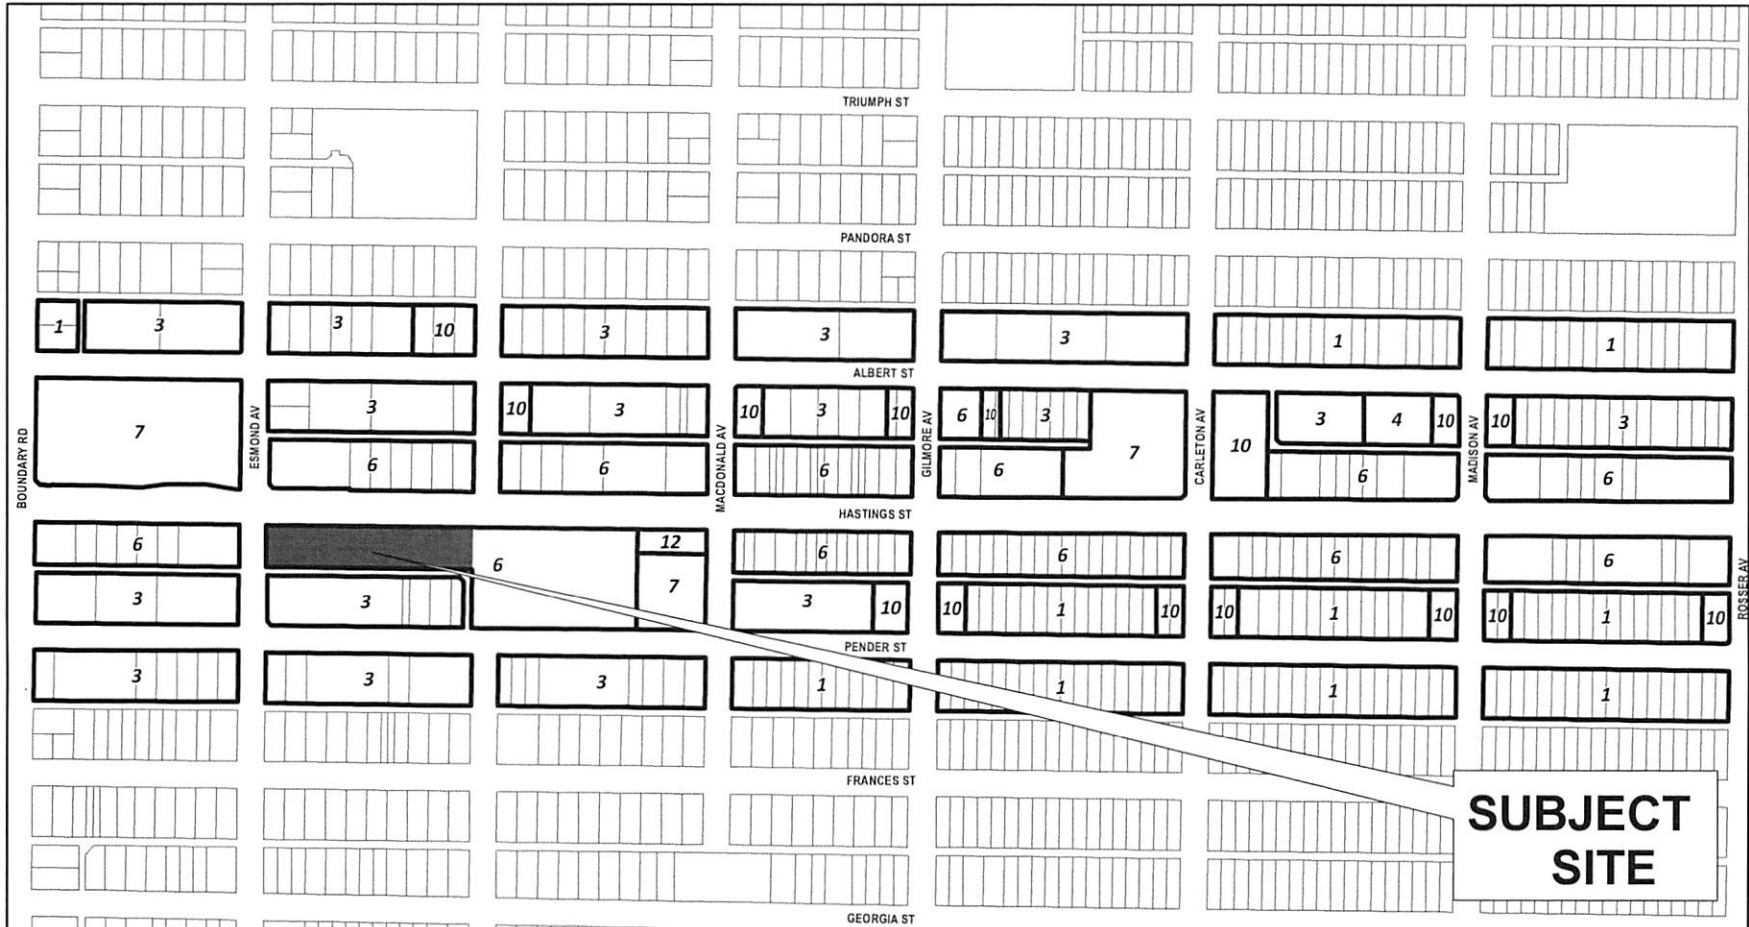 TRIUMPH ST
PANDORA ST
1 3 3 10 3 3 3 1 1
ALBERT ST
BOUNDARY RD
7
ESMOND AV
3
10 3
MACDONALD AV
10 3 10
GILMORE AV
6 10 3
7
CARLETON AV
10
3 4 10
MADISON AV
10 3
6 6 6 6 6 6
HASTINGS ST
6 6 12 6 6 6 6
ROSSER AV
3 3 7 3 10 10 1 10 10 1 10 10 1 10
PENDER ST
3 3 3 1 1 1 1
FRANCES ST
SUBJECT
SITE
GEORGIA ST